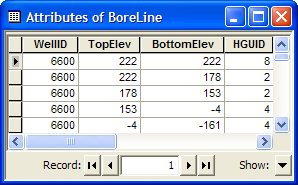 Attributes of BoreLine
WellID TopElev BottomElev HGUID
6600 222 222 8
6600 222 178 2
6600 178 153 2
6600 153 -4 4
6600 -4 -161 4
Record: 1 Show: